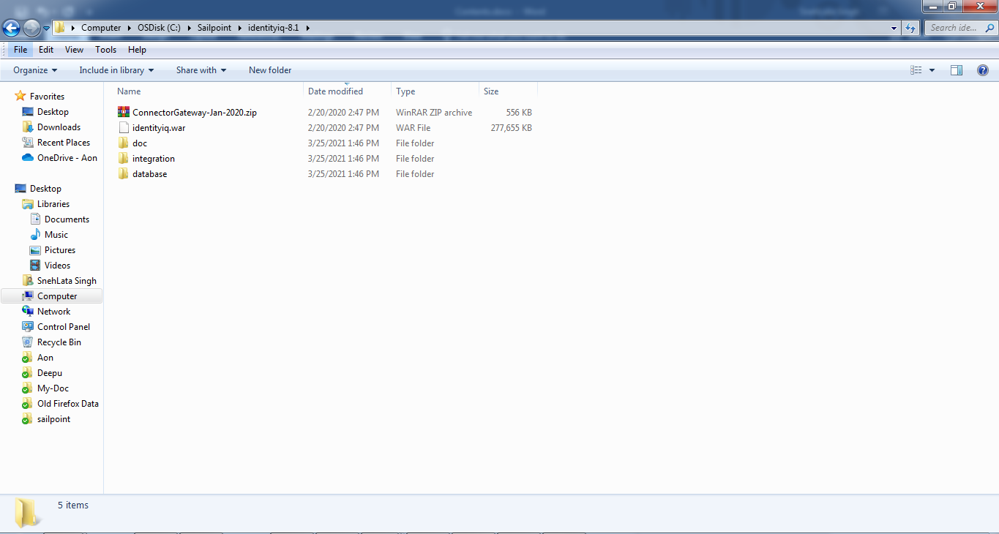 Computer OSDisk (C:) Sailpoint identityiq-8.1 Search ide...
File Edit View Tools Help
Organize Include in library Share with New folder
Name Date modified Type Size
ConnectorGateway-Jan-2020.zip 2/20/2020 2:47 PM WinRAR ZIP archive 556 KB
identityiq.war 2/20/2020 2:47 PM WAR File 277,655 KB
doc 3/25/2021 1:46 PM File folder
integration 3/25/2021 1:46 PM File folder
database 3/25/2021 1:46 PM File folder
Favorites
Desktop
Downloads
Recent Places
OneDrive - Aon
Desktop
Libraries
Documents
Music
Pictures
Videos
SnehLata Singh
Computer
Network
Control Panel
Recycle Bin
Aon
Deepu
My-Doc
Old Firefox Data
sailpoint
5 items